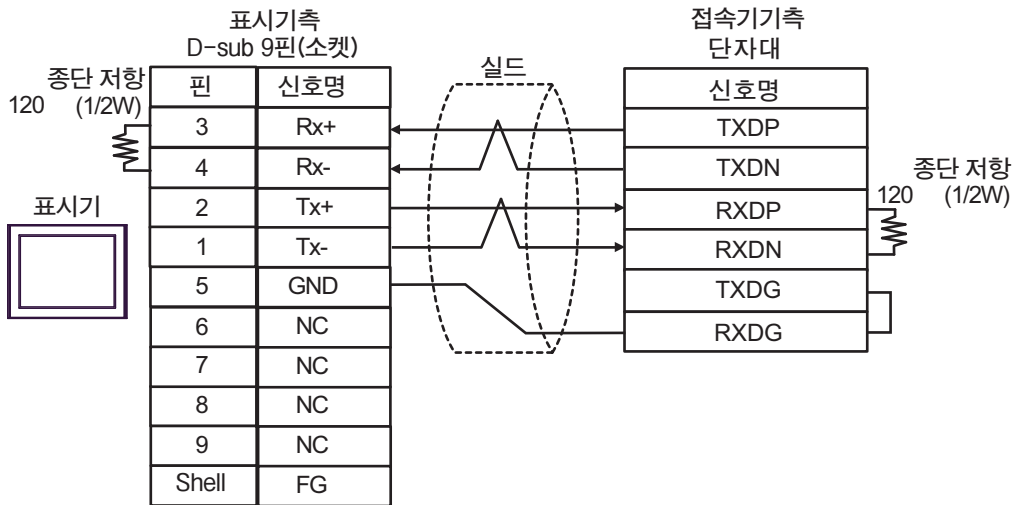 표시기측
D-sub 9핀(소켓)
접속기기측
단자대
실드
종단 저항
120 (1/2W)
핀 신호명
3 Rx+
4 Rx-
2 Tx+
1 Tx-
5 GND
6 NC
7 NC
8 NC
9 NC
Shell FG
표시기
신호명
TXDP
TXDN
RXDP
RXDN
TXDG
RXDG
종단 저항
120 (1/2W)